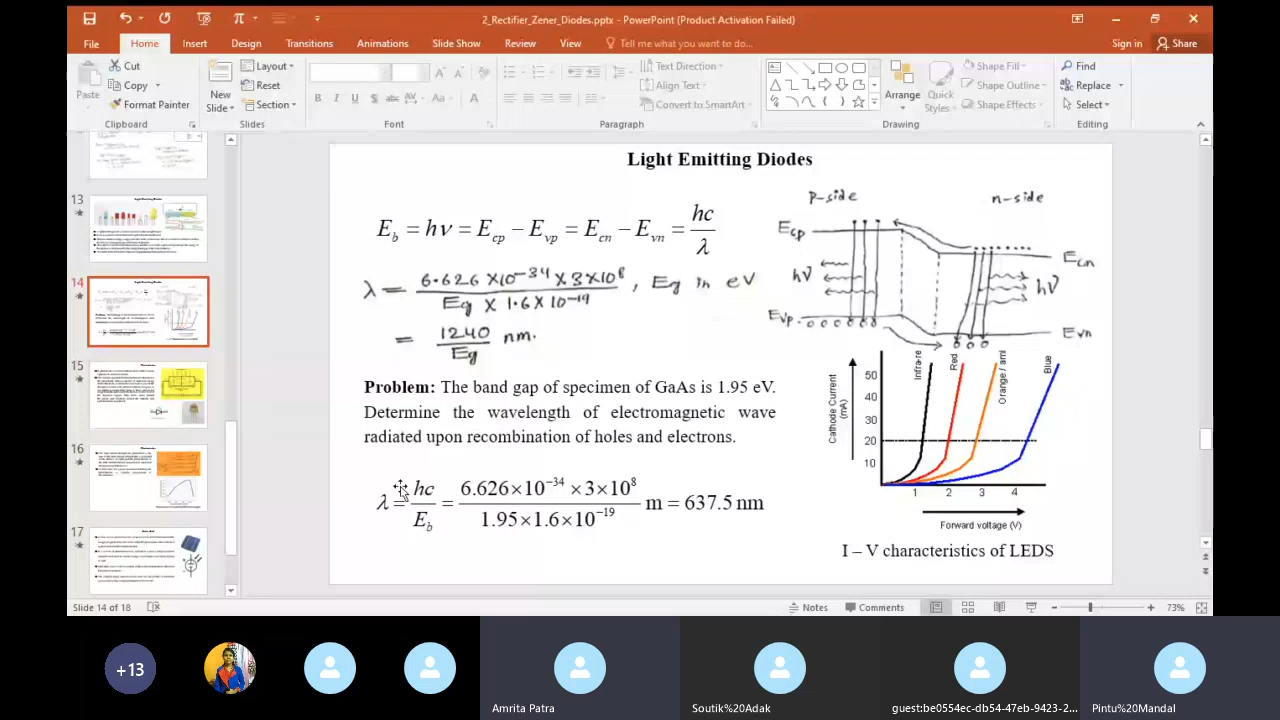 2_Rectifier_Zener_Diodes.pptx - PowerPoint (Product Activation Failed)
File Home Insert Design Transitions Animations Slide Show Review View Tell me what you want to do... Sign in Share
Cut Layout Text Direction Shape Fill Find
Copy Reset Align Text Shape Outline Replace
Paste New Slide Arrange Quick Styles
Format Painter Section Convert to SmartArt Shape Effects Select
Clipboard Slides Font Paragraph Drawing Editing
13
14
15
16
17
Light Emitting Diodes
E_b = hν = E_cp − E_vp = E_cn − E_vn = hc/λ
λ = 6.626 × 10^-34 × 3 × 10^8 / Eg × 1.6 × 10^-19 , Eg in eV
= 1240 / Eg nm.
P-side n-side
Ecp Ecn
hν hν
Evp Evn
Problem: The band gap specimen of GaAs is 1.95 eV.
Determine the wavelength of electromagnetic wave
radiated upon recombination of holes and electrons.
λ = hc/E_b = 6.626×10^−34 ×3×10^8 / 1.95×1.6×10^−19 m = 637.5 nm
Infra-re
Red
Orange / aml
Blue
Cathode Current (mA)
50
40
30
20
10
1 2 3 4
Forward voltage (V)
I – V characteristics of LEDS
Slide 14 of 18 Notes Comments 73%
+13
Amrita Patra Soutik%20Adak guest:be0554ec-db54-47eb-9423-2... Pintu%20Mandal